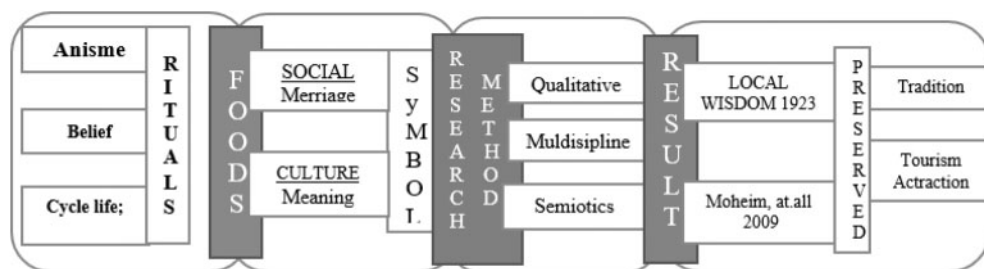 Anisme
Belief
Cycle life;
RITUALS
FOODS
SOCIAL
Merriage
CULTURE
Meaning
SyMBOL
RESEARCH
METHOD
Qualitative
Muldisipline
Semiotics
RESULT
LOCAL
WISDOM 1923
Moheim, at.all
2009
PRESERVED
Tradition
Tourism
Actraction